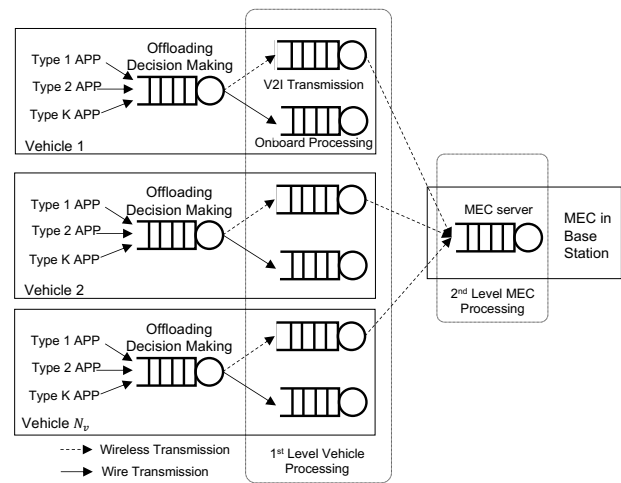 Type 1 APP
Type 2 APP
Type K APP
Offloading
Decision Making
V2I Transmission
Onboard Processing
Vehicle 1
Type 1 APP
Type 2 APP
Type K APP
Offloading
Decision Making
Vehicle 2
MEC server
MEC in
Base
Station
2nd Level MEC
Processing
Type 1 APP
Type 2 APP
Type K APP
Offloading
Decision Making
Vehicle Nv
Wireless Transmission
Wire Transmission
1st Level Vehicle
Processing